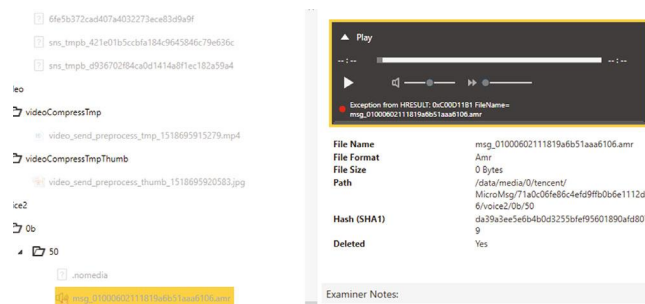 6fe5b372cad407a4032273ece83d9a9f
sns_tmpb_421e01b5ccbfa184c9645846c79e636c
sns_tmpb_d936702f84ca0d1414a8f1ec182a59a4
leo
videoCompressTmp
video_send_preprocess_tmp_1518695915279.mp4
videoCompressTmpThumb
video_send_preprocess_thumb_1518695920583.jpg
ice2
0b
50
.nomedia
msg_01000602111819a6b51aaa6106.amr
Play
--:--
--:--
Exception from HRESULT: 0xC00D11B1 FileName=
msg_01000602111819a6b51aaa6106.amr
File Name msg_01000602111819a6b51aaa6106.amr
File Format Amr
File Size 0 Bytes
Path /data/media/0/tencent/
MicroMsg/71a0c06fe86c4efd9ffb0b6e1112d
6/voice2/0b/50
Hash (SHA1) da39a3ee5e6b4b0d3255bfef95601890afd80
9
Deleted Yes
Examiner Notes: